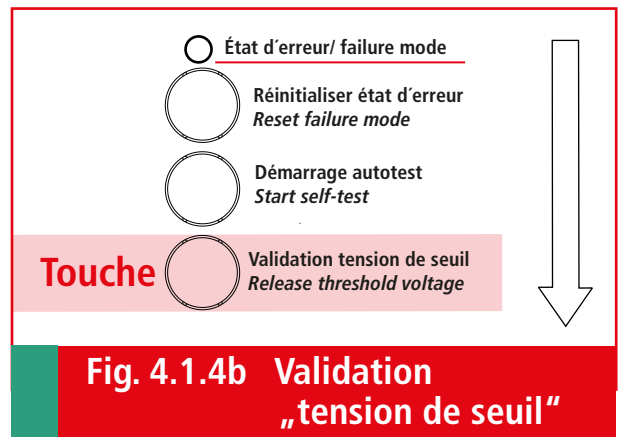 État d´erreur/ failure mode
Réinitialiser état d´erreur
Reset failure mode
Démarrage autotest
Start self-test
Touche
Validation tension de seuil
Release threshold voltage
Fig. 4.1.4b Validation
„tension de seuil“